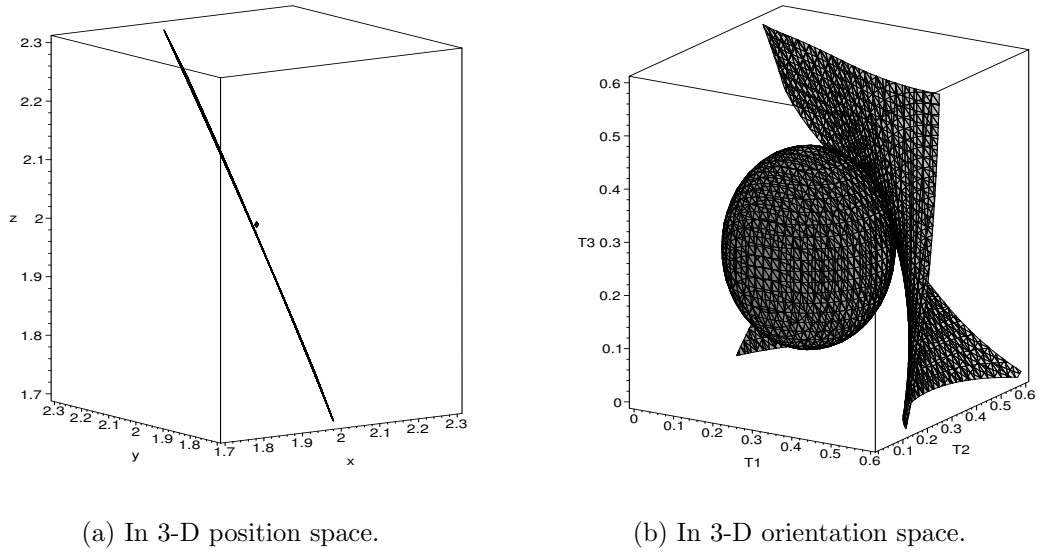 2.3
2.2
2.1
z 2
1.9
1.8
1.7
2.3 2.2 2.1 2 1.9 1.8
y
1.7 1.8 1.9 2 2.1 2.2 2.3
x
(a) In 3-D position space.
0.6
0.5
0.4
T3 0.3
0.2
0.1
0
0 0.1 0.2 0.3 0.4 0.5 0.6
T1
0.1 0.2 0.3 0.4 0.5 0.6
T2
(b) In 3-D orientation space.